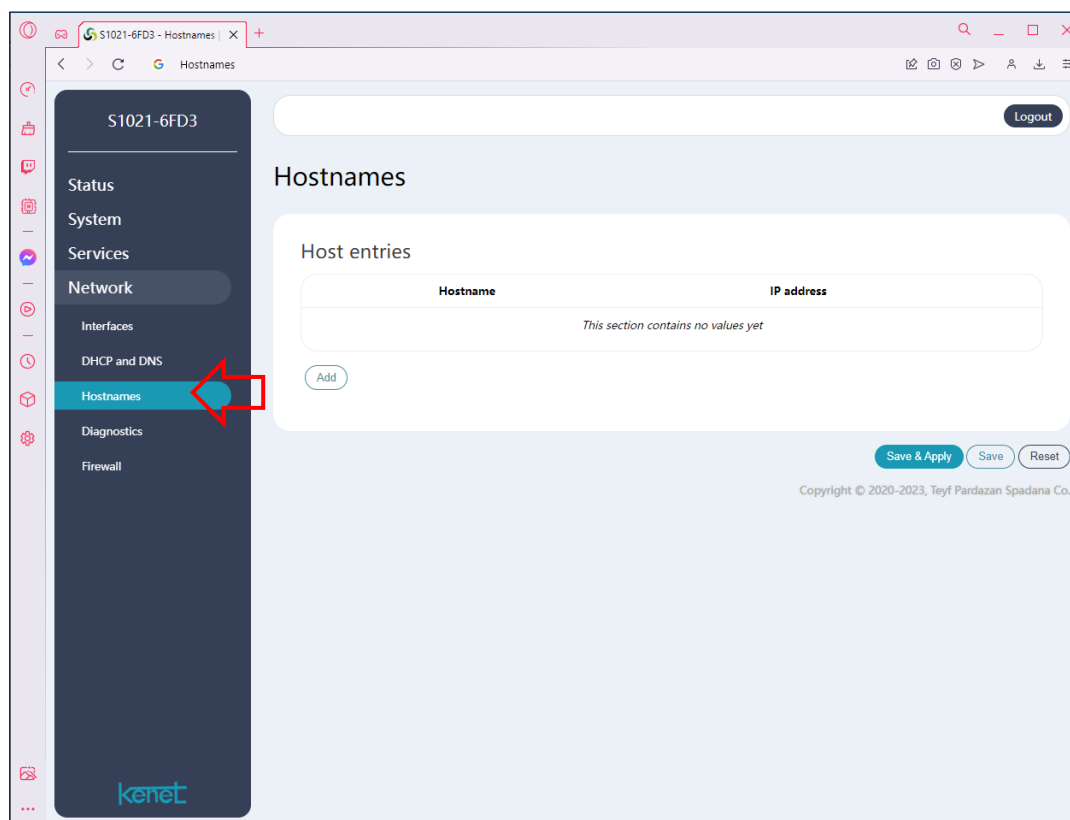 S1021-6FD3 - Hostnames |
Hostnames
S1021-6FD3
Status
System
Services
Network
Interfaces
DHCP and DNS
Hostnames
Diagnostics
Firewall
kenet
Logout
Hostnames
Host entries
Hostname IP address
This section contains no values yet
Add
Save & Apply Save Reset
Copyright © 2020-2023, Teyf Pardazan Spadana Co.